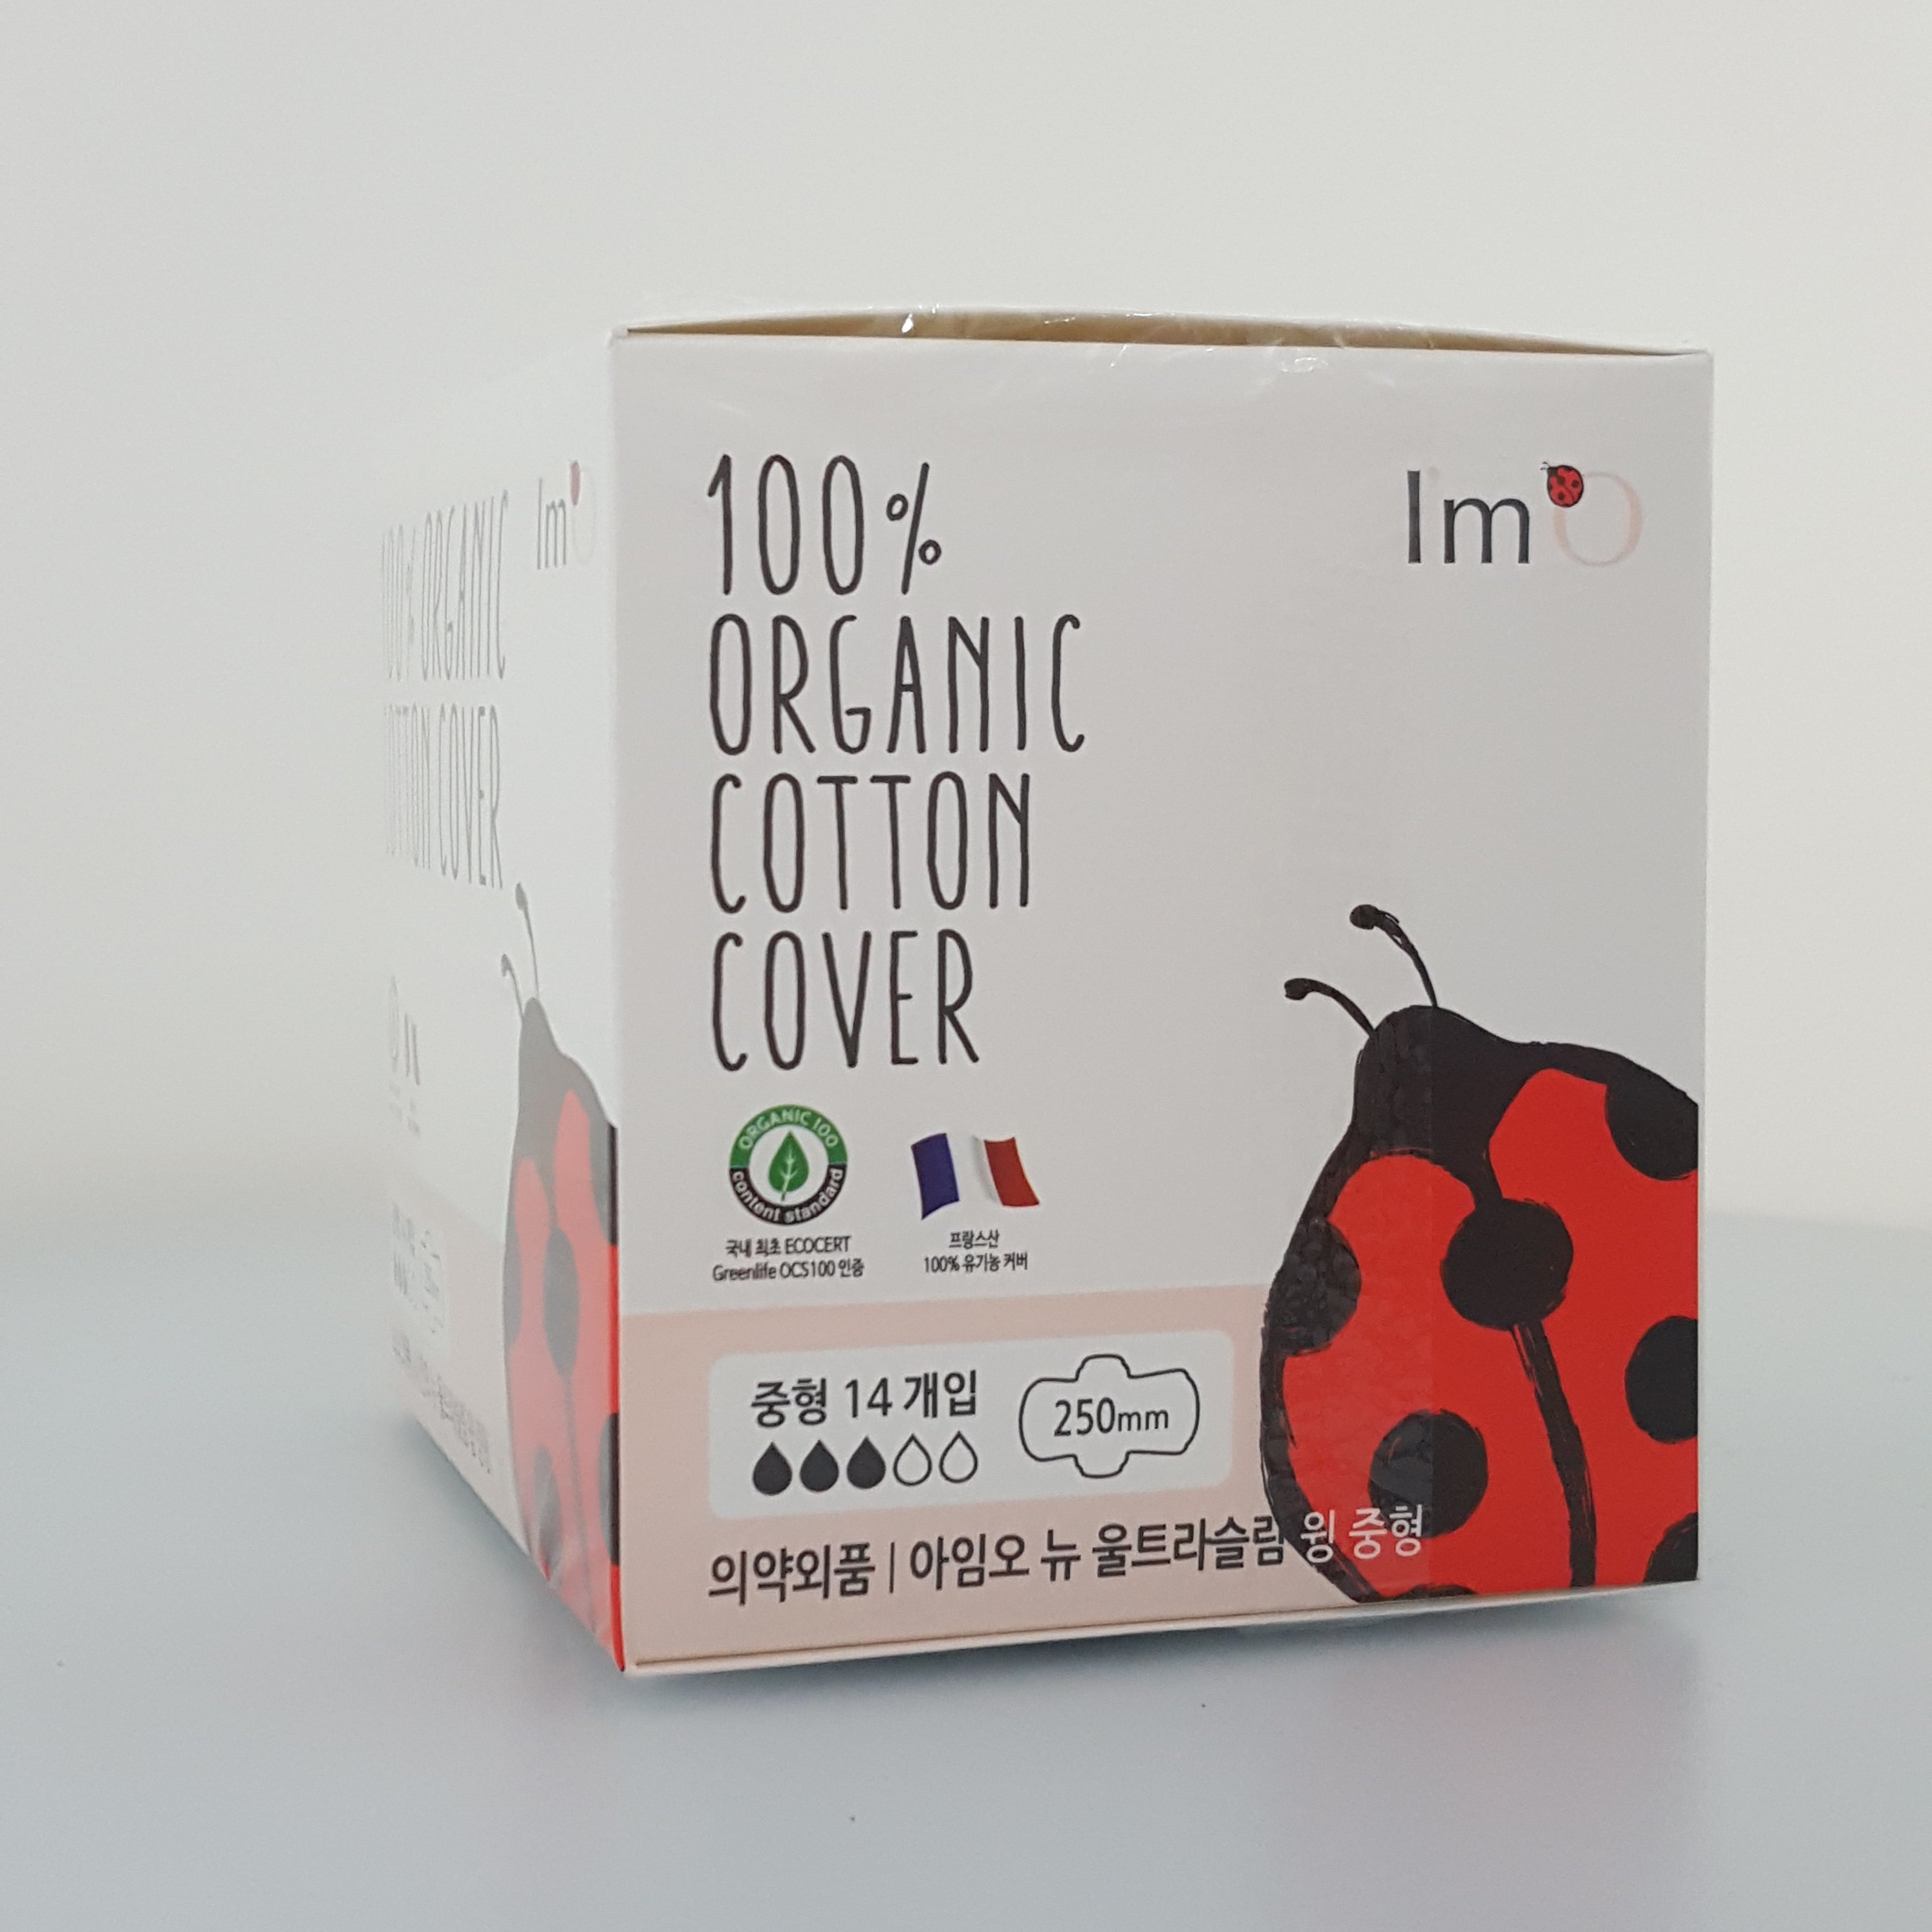 I'm O
100%
ORGANIC
COTTON
COVER
ORGANIC 100
content standard
국내 최초 ECOCERT
Greenlife OCS100 인증
프랑스산
100% 유기농 커버
중형 14 개입
250mm
의약외품 | 아임오 뉴 울트라슬림 윙 중형
100% ORGANIC
COTTON COVER
I'm O